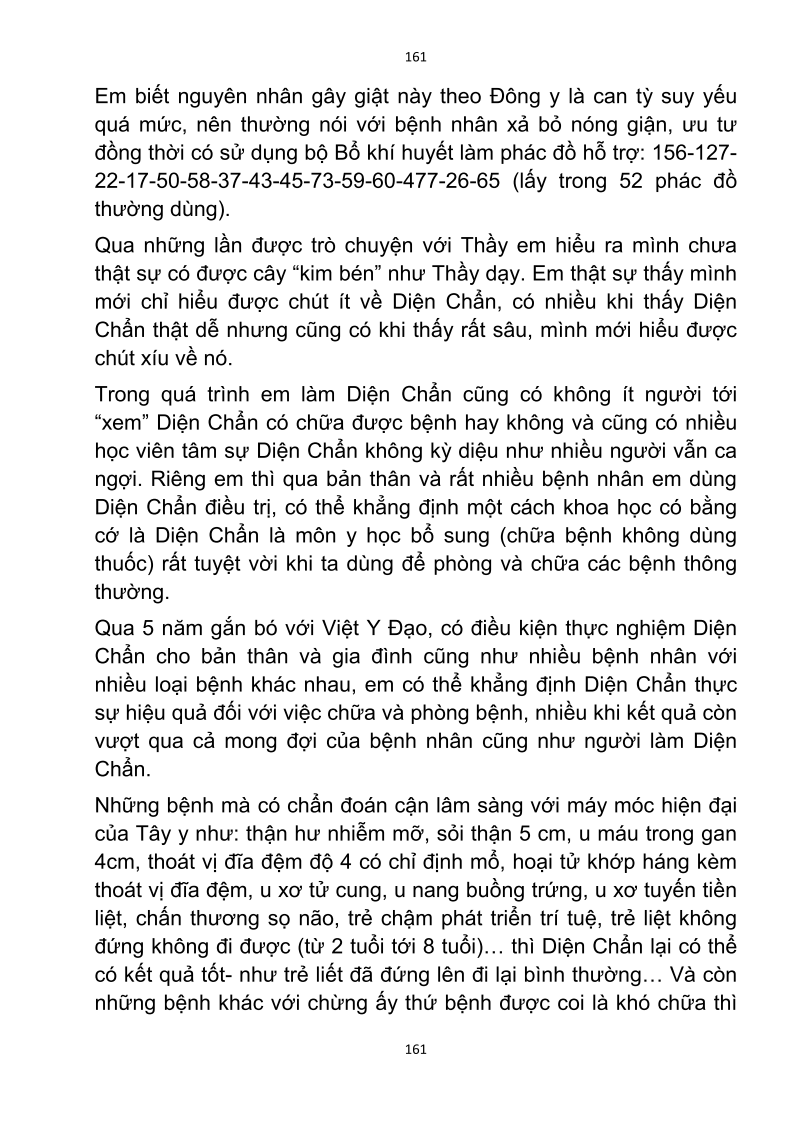 161
Em biết nguyên nhân gây giật này theo Đông y là can tỳ suy yếu
quá mức, nên thường nói với bệnh nhân xả bỏ nóng giận, ưu tư
đồng thời có sử dụng bộ Bổ khí huyết làm phác đồ hỗ trợ: 156-127-
22-17-50-58-37-43-45-73-59-60-477-26-65 (lấy trong 52 phác đồ
thường dùng).
Qua những lần được trò chuyện với Thầy em hiểu ra mình chưa
thật sự có được cây “kim bén” như Thầy dạy. Em thật sự thấy mình
mới chỉ hiểu được chút ít về Diện Chẩn, có nhiều khi thấy Diện
Chẩn thật dễ nhưng cũng có khi thấy rất sâu, mình mới hiểu được
chút xíu về nó.
Trong quá trình em làm Diện Chẩn cũng có không ít người tới
“xem” Diện Chẩn có chữa được bệnh hay không và cũng có nhiều
học viên tâm sự Diện Chẩn không kỳ diệu như nhiều người vẫn ca
ngợi. Riêng em thì qua bản thân và rất nhiều bệnh nhân em dùng
Diện Chẩn điều trị, có thể khẳng định một cách khoa học có bằng
cớ là Diện Chẩn là môn y học bổ sung (chữa bệnh không dùng
thuốc) rất tuyệt vời khi ta dùng để phòng và chữa các bệnh thông
thường.
Qua 5 năm gắn bó với Việt Y Đạo, có điều kiện thực nghiệm Diện
Chẩn cho bản thân và gia đình cũng như nhiều bệnh nhân với
nhiều loại bệnh khác nhau, em có thể khẳng định Diện Chẩn thực
sự hiệu quả đối với việc chữa và phòng bệnh, nhiều khi kết quả còn
vượt qua cả mong đợi của bệnh nhân cũng như người làm Diện
Chẩn.
Những bệnh mà có chẩn đoán cận lâm sàng với máy móc hiện đại
của Tây y như: thận hư nhiễm mỡ, sỏi thận 5 cm, u máu trong gan
4cm, thoát vị đĩa đệm độ 4 có chỉ định mổ, hoại tử khớp háng kèm
thoát vị đĩa đệm, u xơ tử cung, u nang buồng trứng, u xơ tuyến tiền
liệt, chấn thương sọ não, trẻ chậm phát triển trí tuệ, trẻ liệt không
đứng không đi được (từ 2 tuổi tới 8 tuổi)… thì Diện Chẩn lại có thể
có kết quả tốt- như trẻ liết đã đứng lên đi lại bình thường… Và còn
những bệnh khác với chừng ấy thứ bệnh được coi là khó chữa thì
161